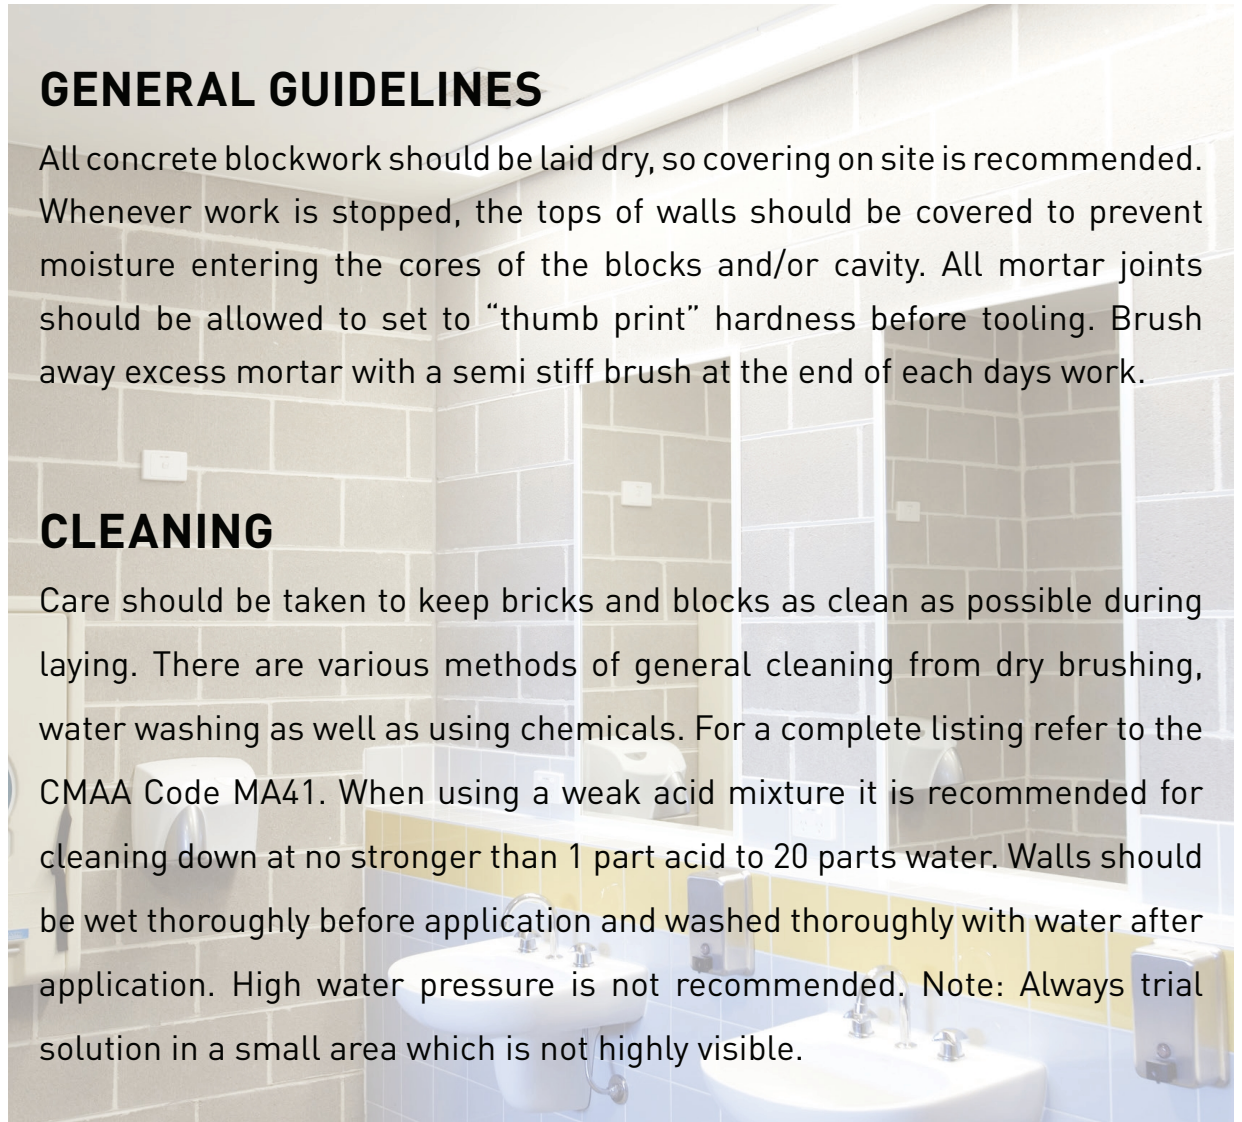 GENERAL GUIDELINES
All concrete blockwork should be laid dry, so covering on site is recommended.
Whenever work is stopped, the tops of walls should be covered to prevent
moisture entering the cores of the blocks and/or cavity. All mortar joints
should be allowed to set to “thumb print” hardness before tooling. Brush
away excess mortar with a semi stiff brush at the end of each days work.
CLEANING
Care should be taken to keep bricks and blocks as clean as possible during
laying. There are various methods of general cleaning from dry brushing,
water washing as well as using chemicals. For a complete listing refer to the
CMAA Code MA41. When using a weak acid mixture it is recommended for
cleaning down at no stronger than 1 part acid to 20 parts water. Walls should
be wet thoroughly before application and washed thoroughly with water after
application. High water pressure is not recommended. Note: Always trial
solution in a small area which is not highly visible.